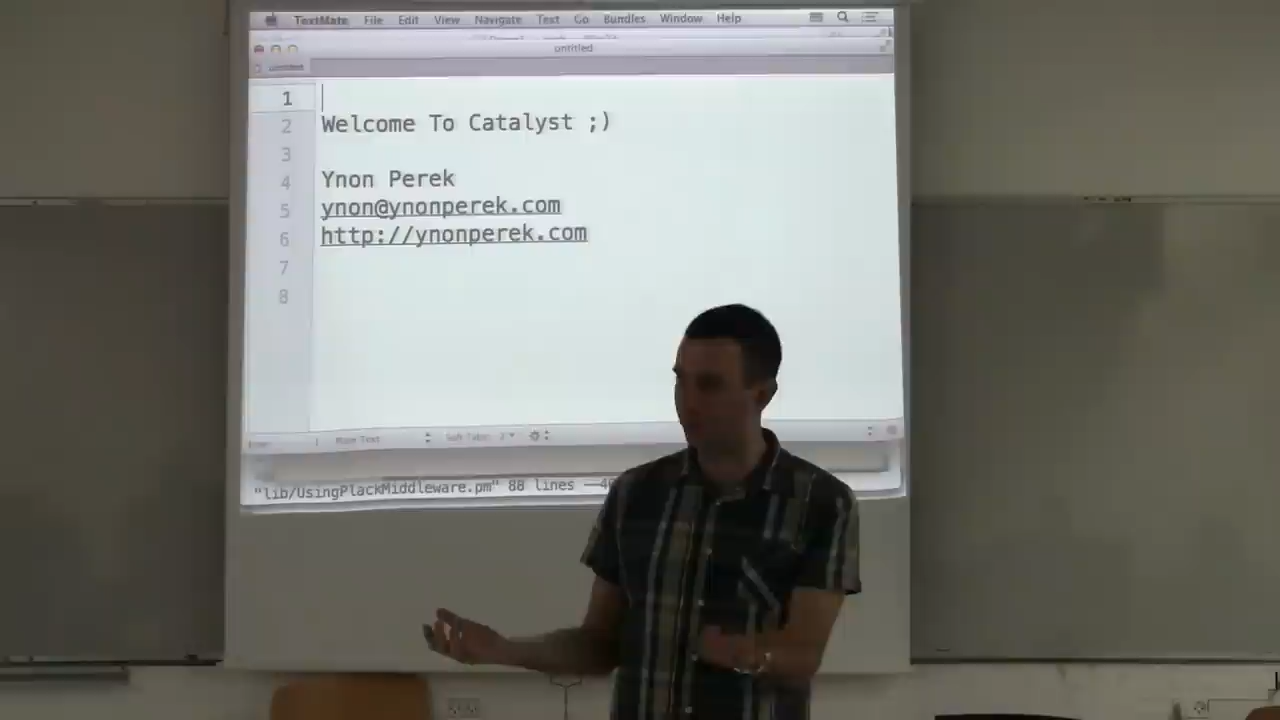 TextMate File Edit View Navigate Text Go Bundles Window Help
untitled
untitled
1
2 Welcome To Catalyst ;)
3
4 Ynon Perek
5 ynon@ynonperek.com
6 http://ynonperek.com
7
8
"lib/UsingPlackMiddleware.pm" 88 lines